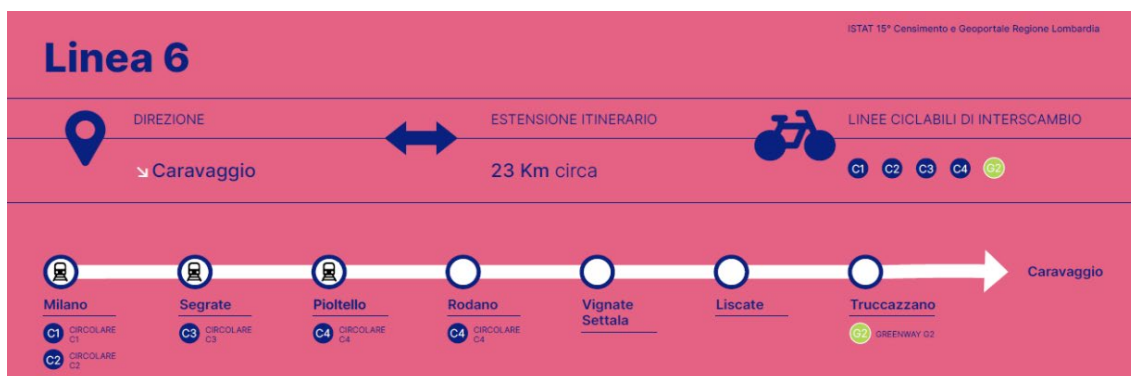 ISTAT 15° Censimento e Geoportale Regione Lombardia
Linea 6
DIREZIONE
Caravaggio
ESTENSIONE ITINERARIO
23 Km circa
LINEE CICLABILI DI INTERSCAMBIO
C1 C2 C3 C4 G2
Milano
C1 CIRCOLARE
C1
C2 CIRCOLARE
C2
Segrate
C3 CIRCOLARE
C3
Pioltello
C4 CIRCOLARE
C4
Rodano
C4 CIRCOLARE
C4
Vignate
Settala
Liscate
Truccazzano
G2 GREENWAY G2
Caravaggio